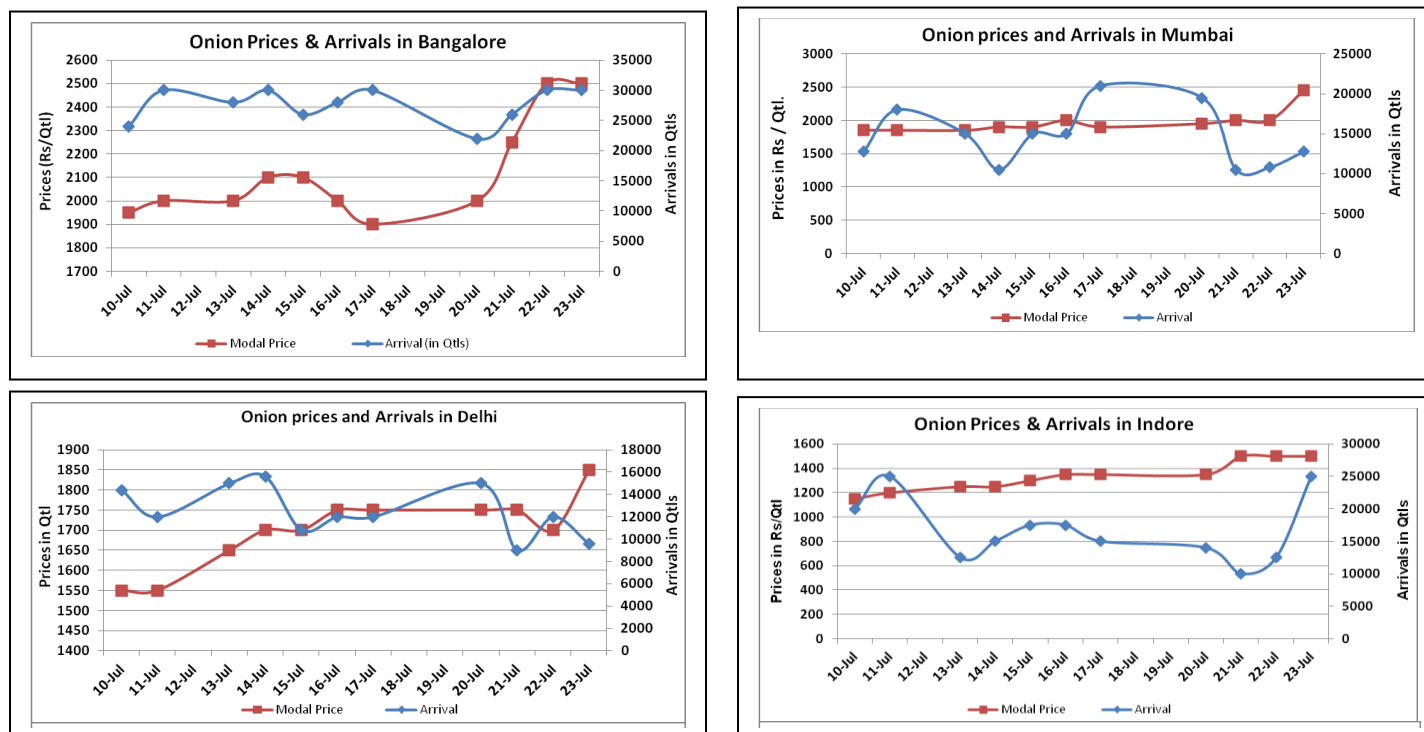 Onion Prices & Arrivals in Bangalore
Prices (Rs/Qtl)
2600
2500
2400
2300
2200
2100
2000
1900
1800
1700
35000
30000
25000
20000
15000
10000
5000
0
Arrivals in Qtls
10-Jul
11-Jul
12-Jul
13-Jul
14-Jul
15-Jul
16-Jul
17-Jul
18-Jul
19-Jul
20-Jul
21-Jul
22-Jul
23-Jul
Modal Price
Arrival (in Qtls)
Onion prices and Arrivals in Mumbai
Prices in Rs / Qtl.
3000
2500
2000
1500
1000
500
0
25000
20000
15000
10000
5000
0
Arrivals in Qtls
10-Jul
11-Jul
12-Jul
13-Jul
14-Jul
15-Jul
16-Jul
17-Jul
18-Jul
19-Jul
20-Jul
21-Jul
22-Jul
23-Jul
Modal Price
Arrival
Onion prices and Arrivals in Delhi
Prices in Qtl
1900
1850
1800
1750
1700
1650
1600
1550
1500
1450
1400
18000
16000
14000
12000
10000
8000
6000
4000
2000
0
Arrivals in Qtls
10-Jul
11-Jul
12-Jul
13-Jul
14-Jul
15-Jul
16-Jul
17-Jul
18-Jul
19-Jul
20-Jul
21-Jul
22-Jul
23-Jul
Modal Price
Arrival
Onion Prices & Arrivals in Indore
Prices in Rs/Qtl
1600
1400
1200
1000
800
600
400
200
0
30000
25000
20000
15000
10000
5000
0
Arrivals in Qtls
10-Jul
11-Jul
12-Jul
13-Jul
14-Jul
15-Jul
16-Jul
17-Jul
18-Jul
19-Jul
20-Jul
21-Jul
22-Jul
23-Jul
Modal Price
Arrival